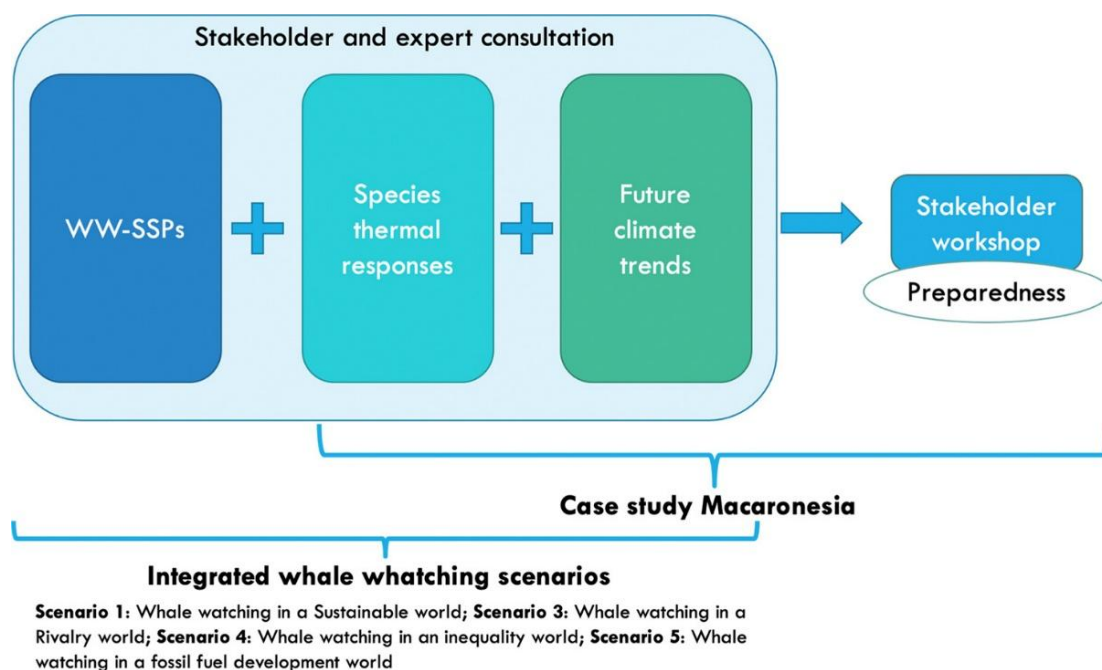 Stakeholder and expert consultation
WW-SSPs
Species
thermal
responses
Future
climate
trends
Stakeholder
workshop
Preparedness
Case study Macaronesia
Integrated whale whatching scenarios
Scenario 1: Whale watching in a Sustainable world; Scenario 3: Whale watching in a
Rivalry world; Scenario 4: Whale watching in an inequality world; Scenario 5: Whale
watching in a fossil fuel development world